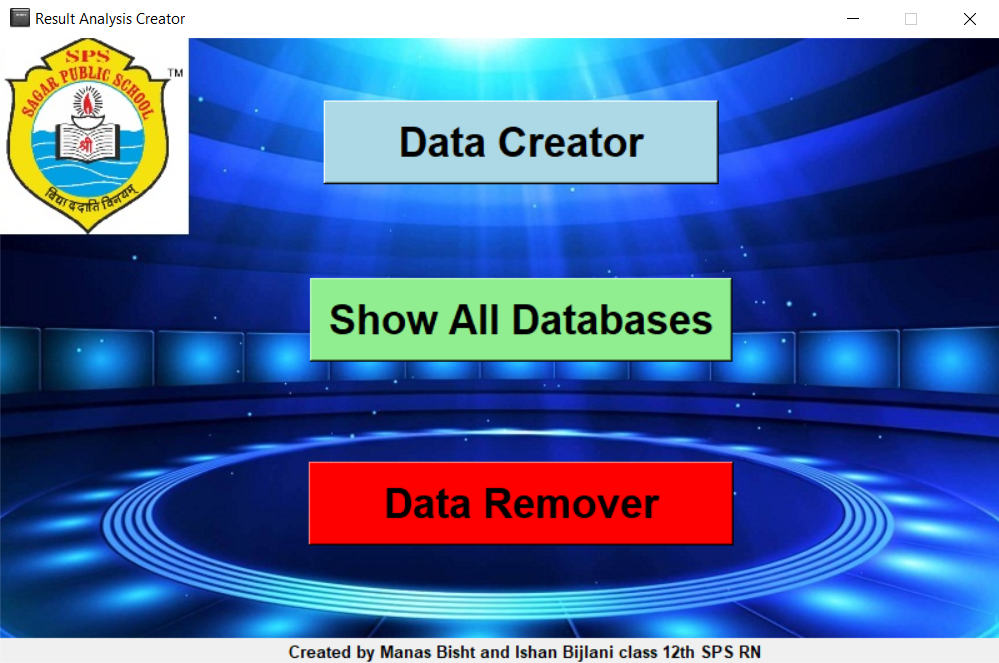 Result Analysis Creator
SPS
SAGAR PUBLIC SCHOOL
TM
श्री
विद्या ददाति विनयम्
Data Creator
Show All Databases
Data Remover
Created by Manas Bisht and Ishan Bijlani class 12th SPS RN